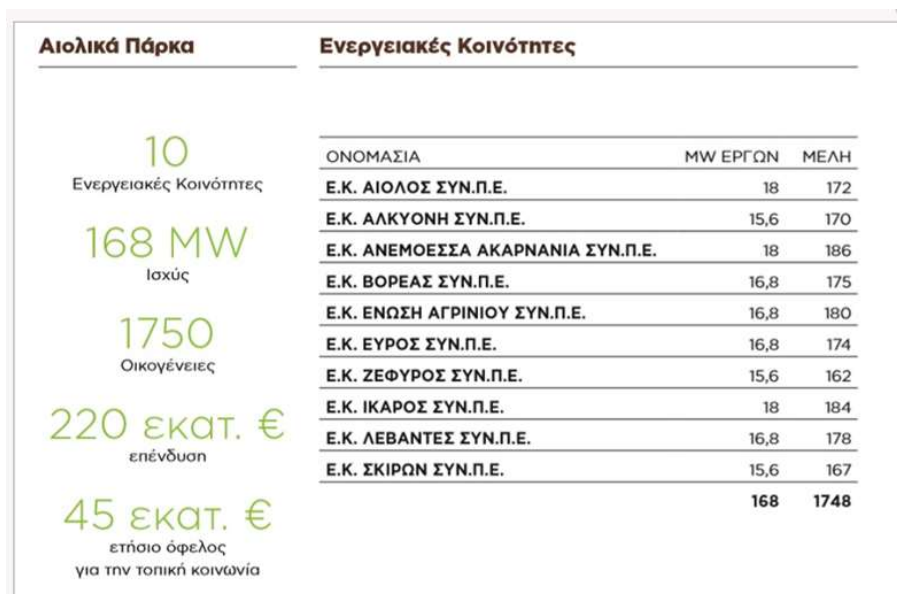 Αιολικά Πάρκα
10
Ενεργειακές Κοινότητες
168 MW
Ισχύς
1750
Οικογένειες
220 εκατ. €
επένδυση
45 εκατ. €
ετήσιο όφελος
για την τοπική κοινωνία
Ενεργειακές Κοινότητες
ΟΝΟΜΑΣΙΑ MW ΕΡΓΩΝ ΜΕΛΗ
Ε.Κ. ΑΙΟΛΟΣ ΣΥΝ.Π.Ε. 18 172
Ε.Κ. ΑΛΚΥΟΝΗ ΣΥΝ.Π.Ε. 15,6 170
Ε.Κ. ΑΝΕΜΟΕΣΣΑ ΑΚΑΡΝΑΝΙΑ ΣΥΝ.Π.Ε. 18 186
Ε.Κ. ΒΟΡΕΑΣ ΣΥΝ.Π.Ε. 16,8 175
Ε.Κ. ΕΝΩΣΗ ΑΓΡΙΝΙΟΥ ΣΥΝ.Π.Ε. 16,8 180
Ε.Κ. ΕΥΡΟΣ ΣΥΝ.Π.Ε. 16,8 174
Ε.Κ. ΖΕΦΥΡΟΣ ΣΥΝ.Π.Ε. 15,6 162
Ε.Κ. ΙΚΑΡΟΣ ΣΥΝ.Π.Ε. 18 184
Ε.Κ. ΛΕΒΑΝΤΕΣ ΣΥΝ.Π.Ε. 16,8 178
Ε.Κ. ΣΚΙΡΩΝ ΣΥΝ.Π.Ε. 15,6 167
168 1748